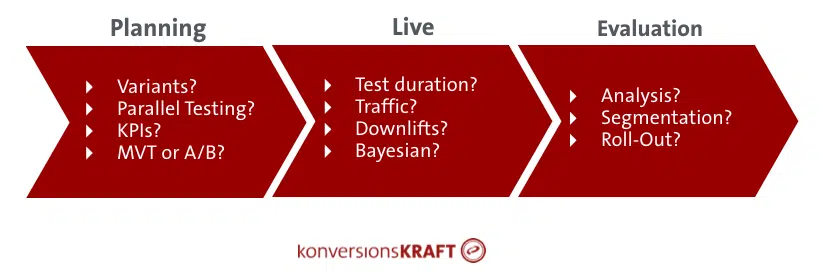 Planning
Variants?
Parallel Testing?
KPIs?
MVT or A/B?
Live
Test duration?
Traffic?
Downlifts?
Bayesian?
Evaluation
Analysis?
Segmentation?
Roll-Out?
konversionsKRAFT